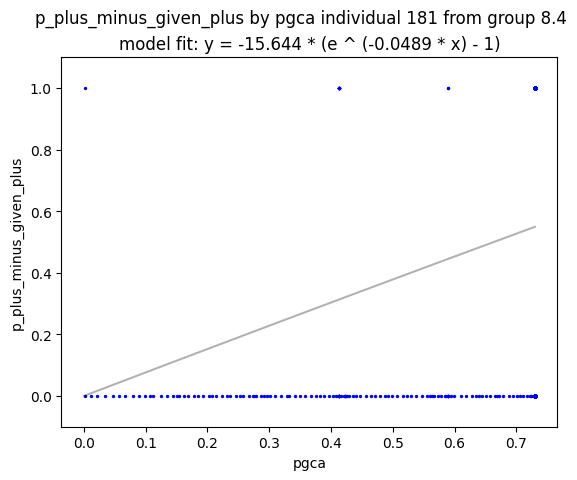 p_plus_minus_given_plus by pgca individual 181 from group 8.4
model fit: y = -15.644 * (e ^ (-0.0489 * x) - 1)
1.0
0.8
0.6
0.4
0.2
0.0
p_plus_minus_given_plus
0.0 0.1 0.2 0.3 0.4 0.5 0.6 0.7
pgca